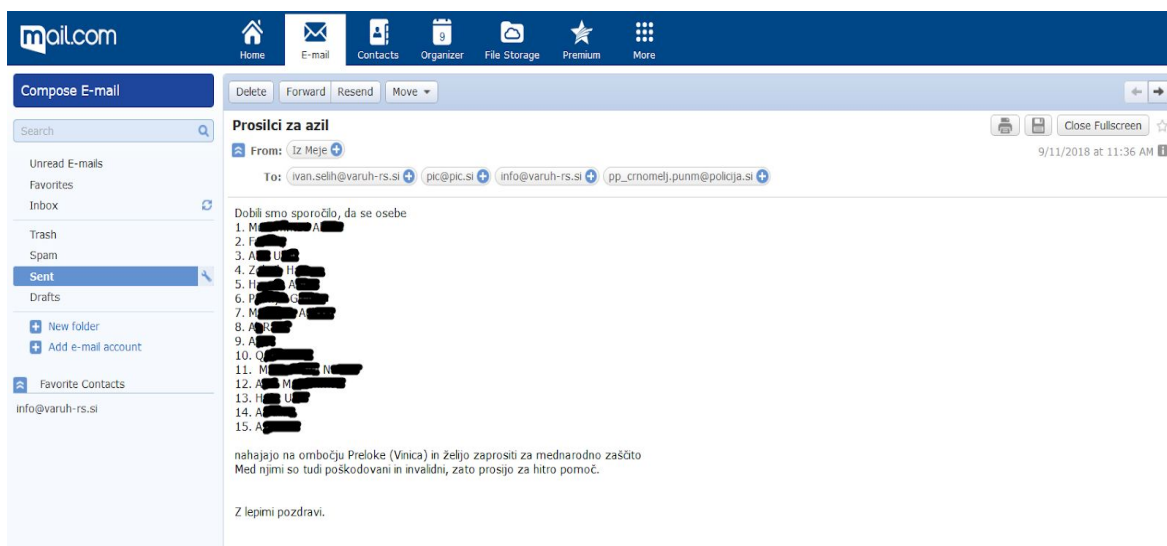 mail.com
Home
E-mail
Contacts
9
Organizer
File Storage
Premium
More
Compose E-mail
Delete Forward Resend Move
Search
Prosilci za azil
Close Fullscreen
From: Iz Meje
9/11/2018 at 11:36 AM
To: ivan.selih@varuh-rs.si pic@pic.si info@varuh-rs.si pp_crnomelj.punm@policija.si
Unread E-mails
Favorites
Inbox
Trash
Spam
Sent
Drafts
New folder
Add e-mail account
Favorite Contacts
info@varuh-rs.si
Dobili smo sporočilo, da se osebe
1. M A
2. F
3. A U
4. Z H
5. H A
6. P G
7. M A
8. A R
9. A
10. Q
11. M N
12. A M
13. H U
14. A
15. A
nahajajo na ombočju Preloke (Vinica) in želijo zaprositi za mednarodno zaščito
Med njimi so tudi poškodovani in invalidni, zato prosijo za hitro pomoč.
Z lepimi pozdravi.